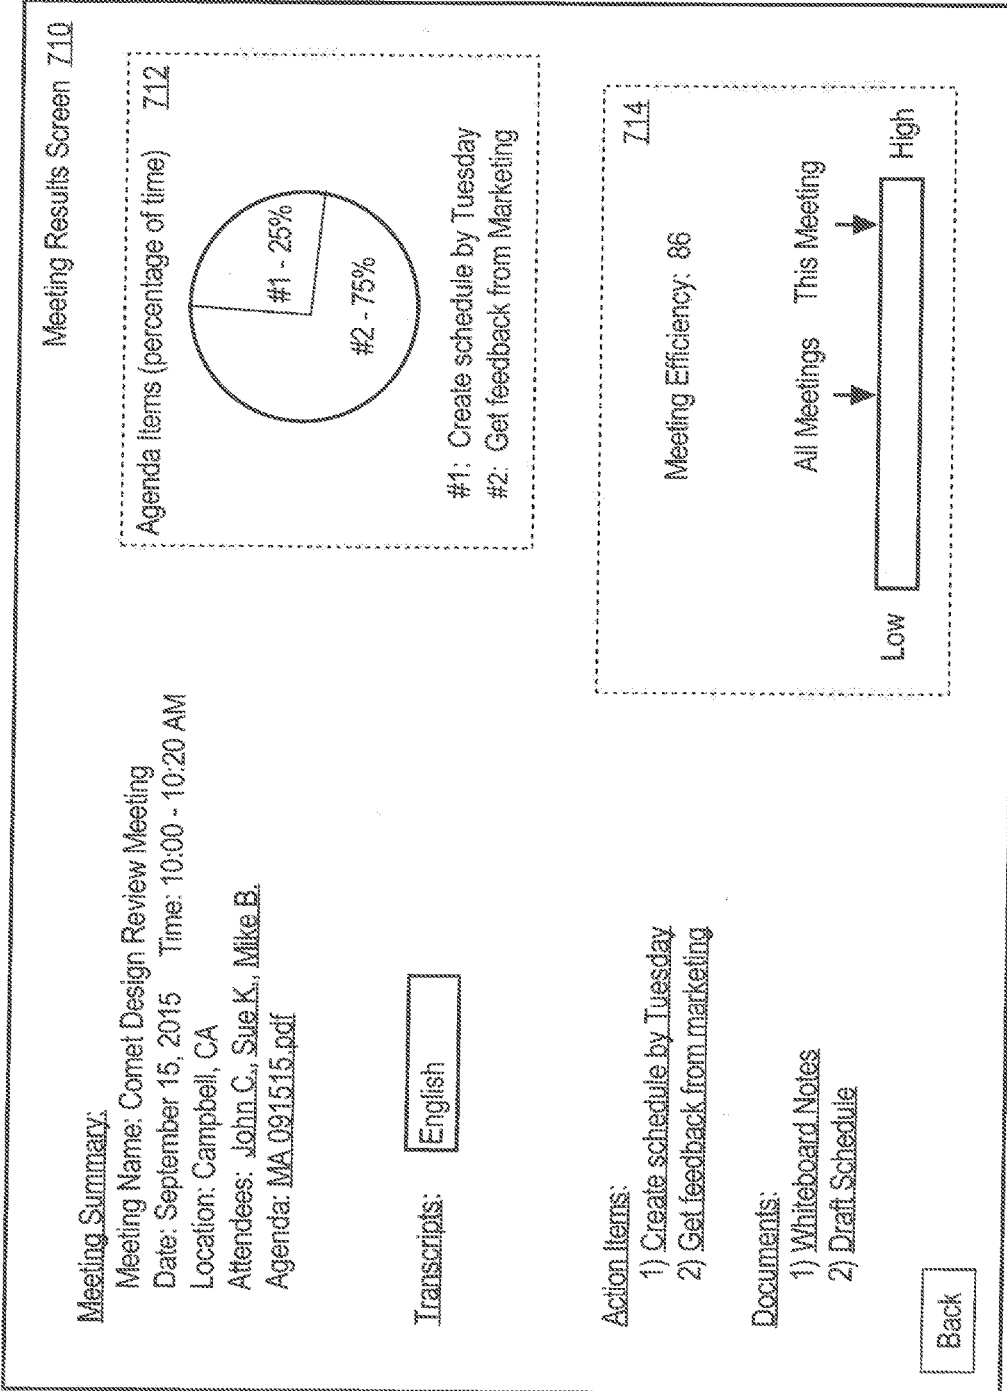 Meeting Results Screen 710
Meeting Summary:
Meeting Name: Comet Design Review Meeting
Date: September 15, 2015 Time: 10:00 - 10:20 AM
Location: Campbell, CA
Attendees: John C., Sue K., Mike B.
Agenda: MA 091515.pdf
Transcripts:
English
Action Items:
1) Create schedule by Tuesday
2) Get feedback from marketing
Documents:
1) Whiteboard Notes
2) Draft Schedule
Back
Agenda Items (percentage of time) 712
#1 - 25%
#2 - 75%
#1: Create schedule by Tuesday
#2: Get feedback from Marketing
714
Meeting Efficiency: 86
All Meetings This Meeting
Low High